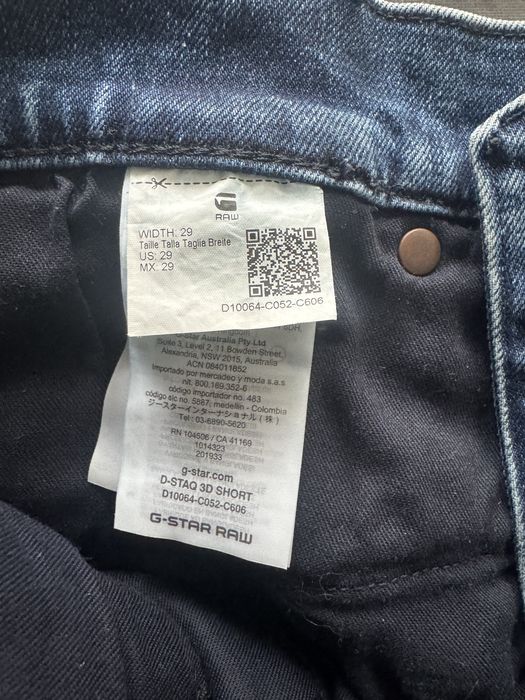 G
RAW
WIDTH: 29
Taille Talla Taglia Breite
US: 29
MX: 29
D10064-C052-C606
-Star Australia Pty Ltd
Suite 3, Level 2, 11 Bowden Street,
Alexandria, NSW 2015, Australia
ACN 084011852
Importado por mercadeo y moda s.a.s
nit. 800.169.352-6
código importador no. 483
código cic no. 5887, medellin - Colombia
ジースターインターナショナル(株)
Tel : 03-6890-5620
RN 104506 / CA 41169
1014323
201933
g-star.com
D-STAQ 3D SHORT
D10064-C052-C606
G-STAR RAW